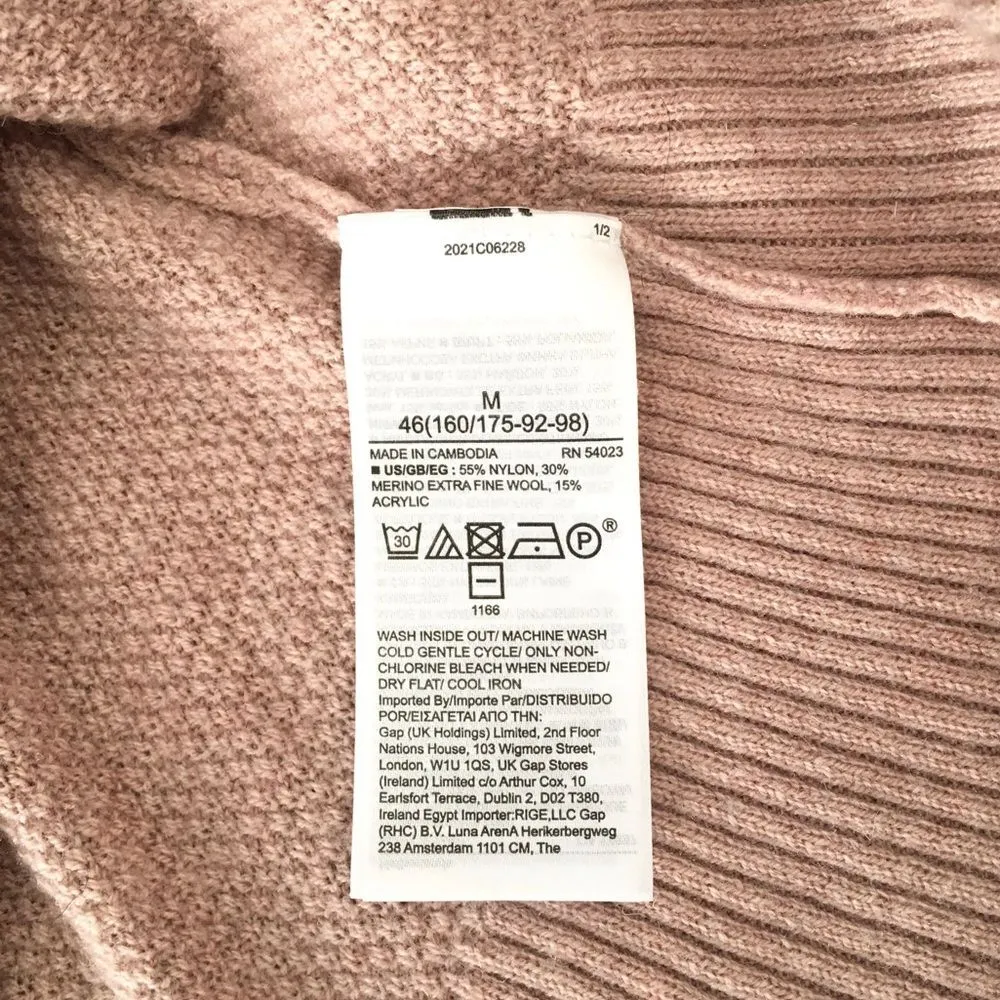 1/2
2021C06228
M
46(160/175-92-98)
MADE IN CAMBODIA RN 54023
■ US/GB/EG : 55% NYLON, 30%
MERINO EXTRA FINE WOOL, 15%
ACRYLIC
30 P ®
1166
WASH INSIDE OUT/ MACHINE WASH
COLD GENTLE CYCLE/ ONLY NON-
CHLORINE BLEACH WHEN NEEDED/
DRY FLAT/ COOL IRON
Imported By/Importe Par/DISTRIBUIDO
POR/ΕΙΣΑΓΕΤΑΙ ΑΠΟ ΤΗΝ:
Gap (UK Holdings) Limited, 2nd Floor
Nations House, 103 Wigmore Street,
London, W1U 1QS, UK Gap Stores
(Ireland) Limited c/o Arthur Cox, 10
Earlsfort Terrace, Dublin 2, D02 T380,
Ireland Egypt Importer:RIGE,LLC Gap
(RHC) B.V. Luna ArenA Herikerbergweg
238 Amsterdam 1101 CM, The